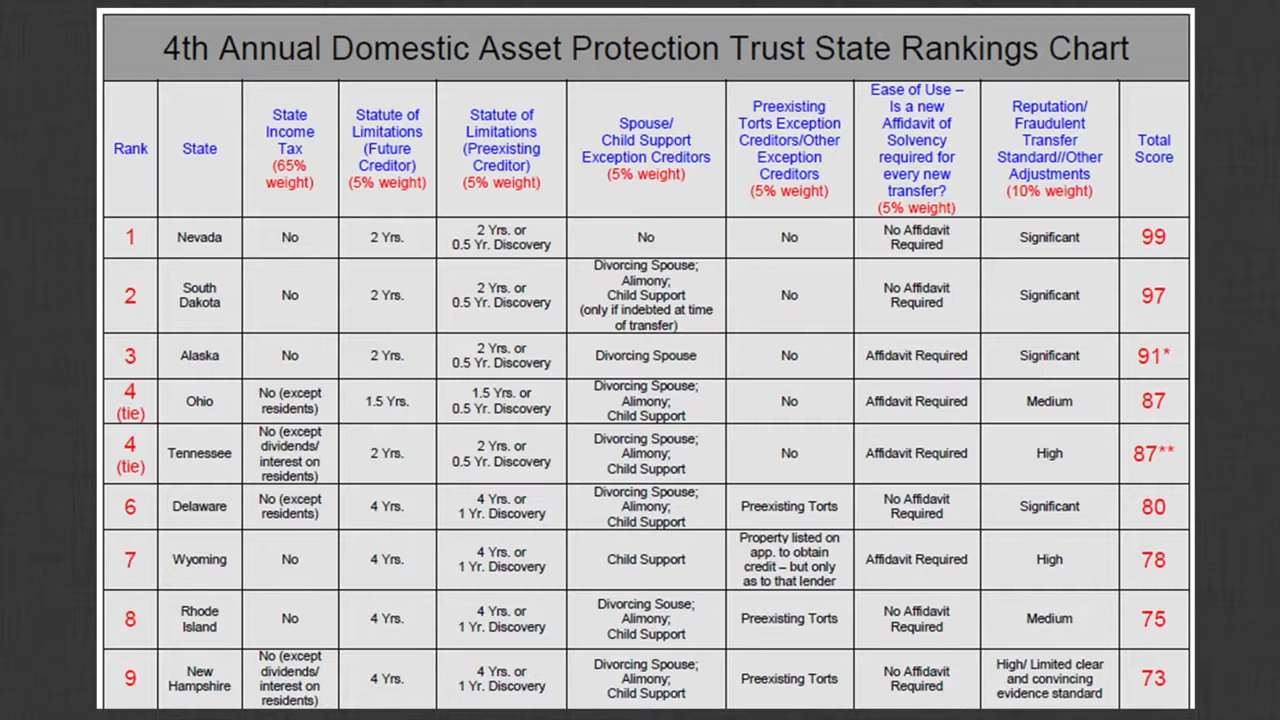 4th Annual Domestic Asset Protection Trust State Rankings Chart
Rank
State
State
Income
Tax
(65%
weight)
Statute of
Limitations
(Future
Creditor)
(5% weight)
Statute of
Limitations
(Preexisting
Creditor)
(5% weight)
Spouse/
Child Support
Exception Creditors
(5% weight)
Preexisting
Torts Exception
Creditors/Other
Exception
Creditors
(5% weight)
Ease of Use –
Is a new
Affidavit of
Solvency
required for
every new
transfer?
(5% weight)
Reputation/
Fraudulent
Transfer
Standard//Other
Adjustments
(10% weight)
Total
Score
1
Nevada
No
2 Yrs.
2 Yrs. or
0.5 Yr. Discovery
No
No
No Affidavit
Required
Significant
99
2
South
Dakota
No
2 Yrs.
2 Yrs. or
0.5 Yr. Discovery
Divorcing Spouse;
Alimony;
Child Support
(only if indebted at time
of transfer)
No
No Affidavit
Required
Significant
97
3
Alaska
No
2 Yrs.
2 Yrs. or
0.5 Yr. Discovery
Divorcing Spouse
No
Affidavit Required
Significant
91*
4
(tie)
Ohio
No (except
residents)
1.5 Yrs.
1.5 Yrs. or
0.5 Yr. Discovery
Divorcing Spouse;
Alimony;
Child Support
No
Affidavit Required
Medium
87
4
(tie)
Tennessee
No (except
dividends/
interest on
residents)
2 Yrs.
2 Yrs. or
0.5 Yr. Discovery
Divorcing Spouse;
Alimony;
Child Support
No
Affidavit Required
High
87**
6
Delaware
No (except
residents)
4 Yrs.
4 Yrs. or
1 Yr. Discovery
Divorcing Spouse;
Alimony;
Child Support
Preexisting Torts
No Affidavit
Required
Significant
80
7
Wyoming
No
4 Yrs.
4 Yrs. or
1 Yr. Discovery
Child Support
Property listed on
app. to obtain
credit – but only
as to that lender
Affidavit Required
High
78
8
Rhode
Island
No
4 Yrs.
4 Yrs. or
1 Yr. Discovery
Divorcing Souse;
Alimony;
Child Support
Preexisting Torts
No Affidavit
Required
Medium
75
9
New
Hampshire
No (except
dividends/
interest on
residents)
4 Yrs.
4 Yrs. or
1 Yr. Discovery
Divorcing Spouse;
Alimony;
Child Support
Preexisting Torts
No Affidavit
Required
High/ Limited clear
and convincing
evidence standard
73